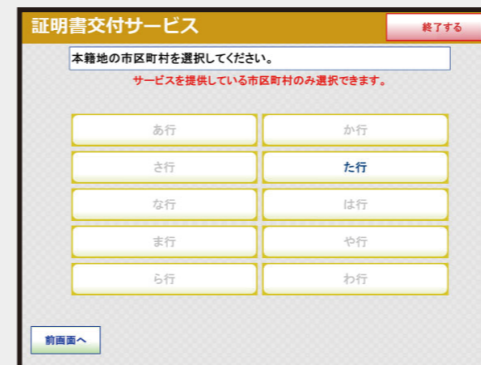 証明書交付サービス
終了する
本籍地の市区町村を選択してください。
サービスを提供している市区町村のみ選択できます。
あ行
か行
さ行
た行
な行
は行
ま行
や行
ら行
わ行
前画面へ